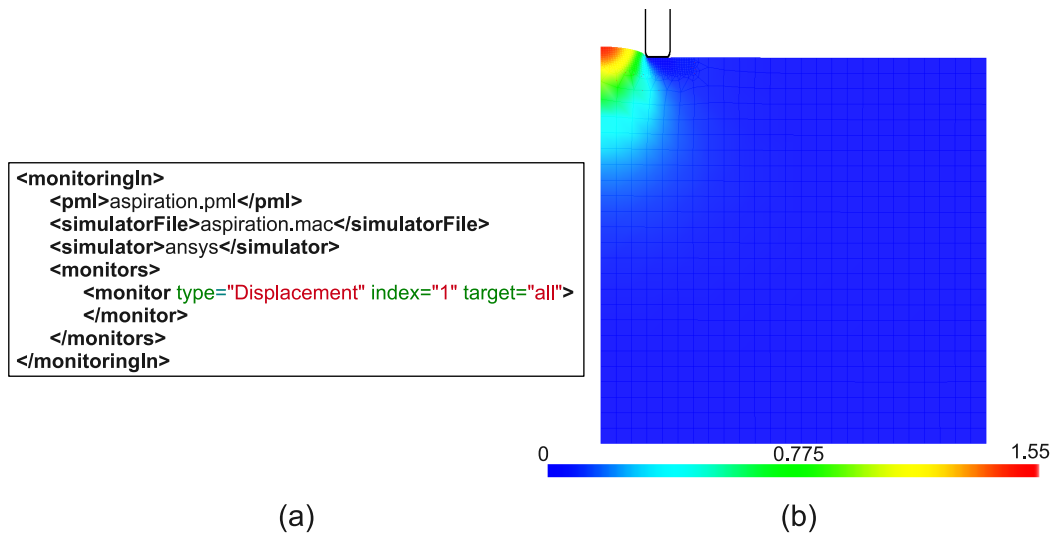 <monitoringIn>
<pml>aspiration.pml</pml>
<simulatorFile>aspiration.mac</simulatorFile>
<simulator>ansys</simulator>
<monitors>
<monitor type="Displacement" index="1" target="all">
</monitor>
</monitors>
</monitoringIn>
0 0.775 1.55
(a) (b)